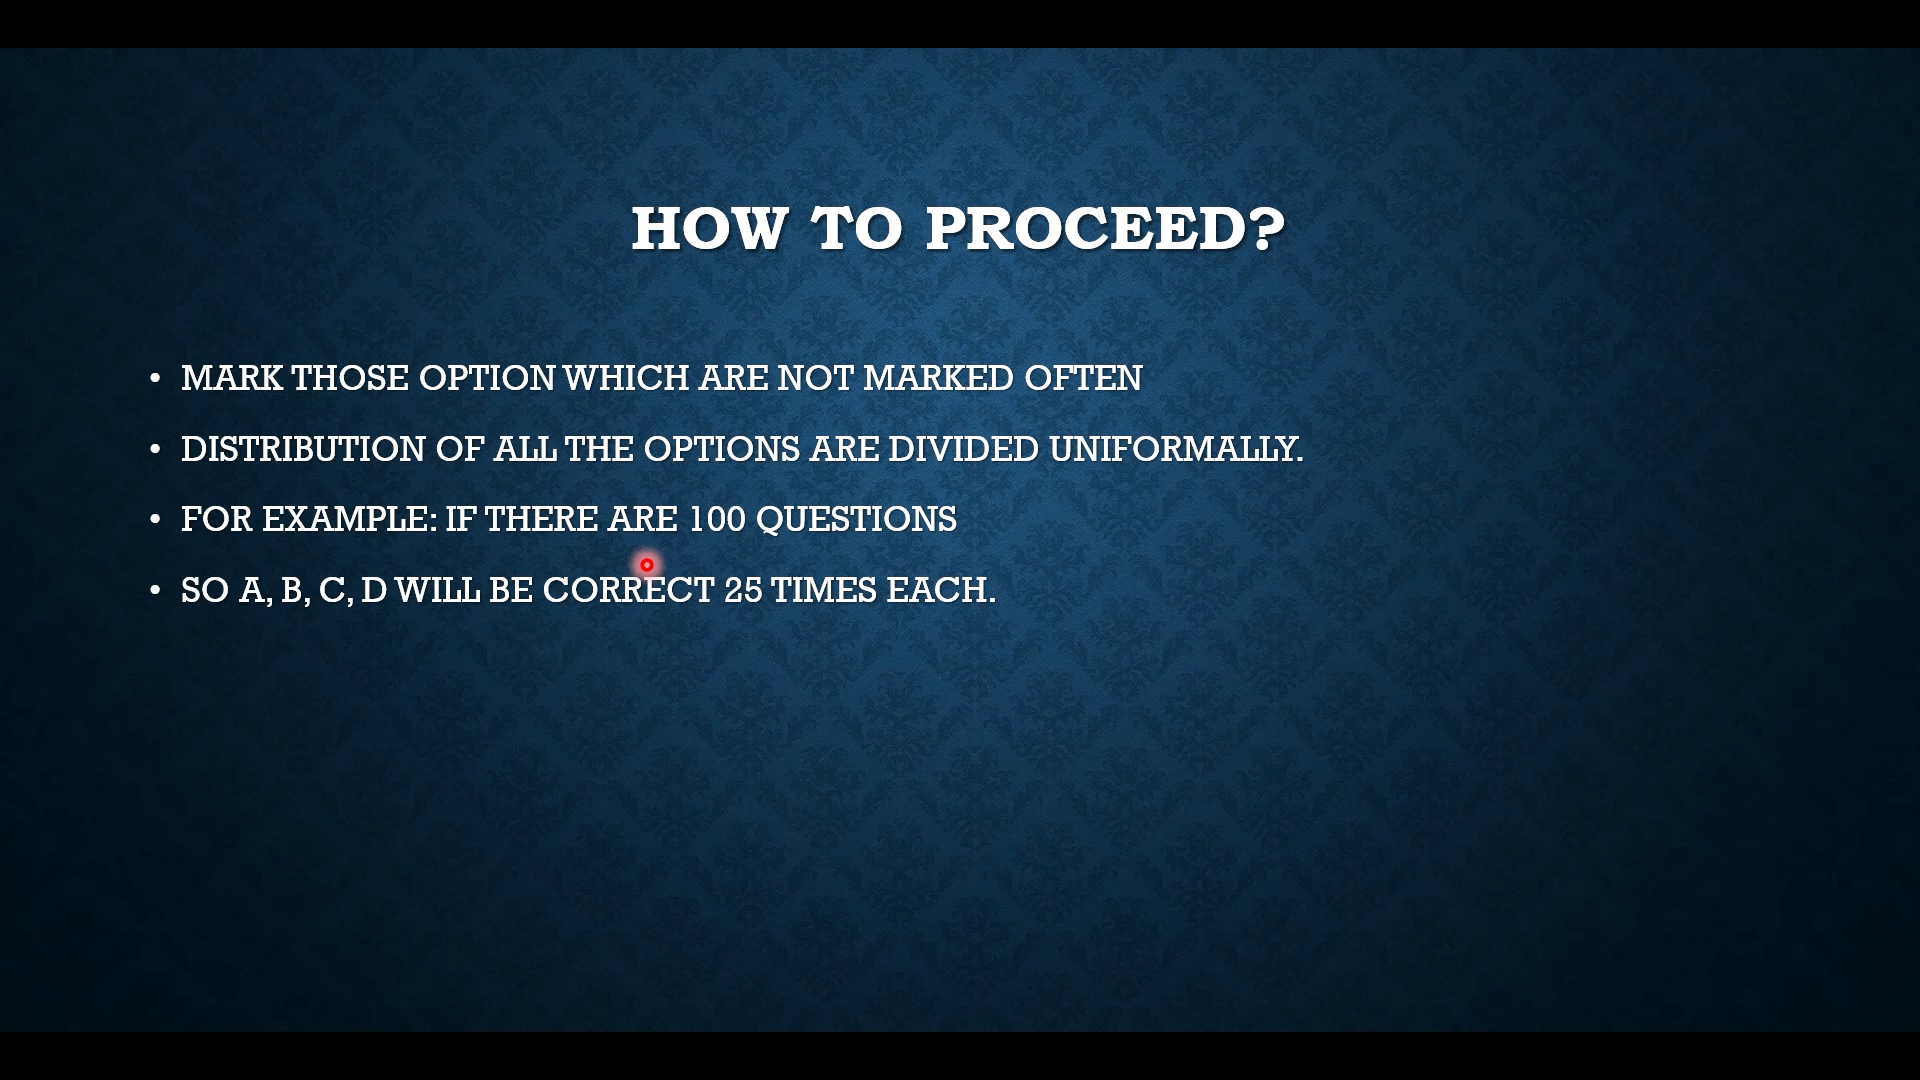 HOW TO PROCEED?
• MARK THOSE OPTION WHICH ARE NOT MARKED OFTEN
• DISTRIBUTION OF ALL THE OPTIONS ARE DIVIDED UNIFORMALLY.
• FOR EXAMPLE: IF THERE ARE 100 QUESTIONS
• SO A, B, C, D WILL BE CORRECT 25 TIMES EACH.